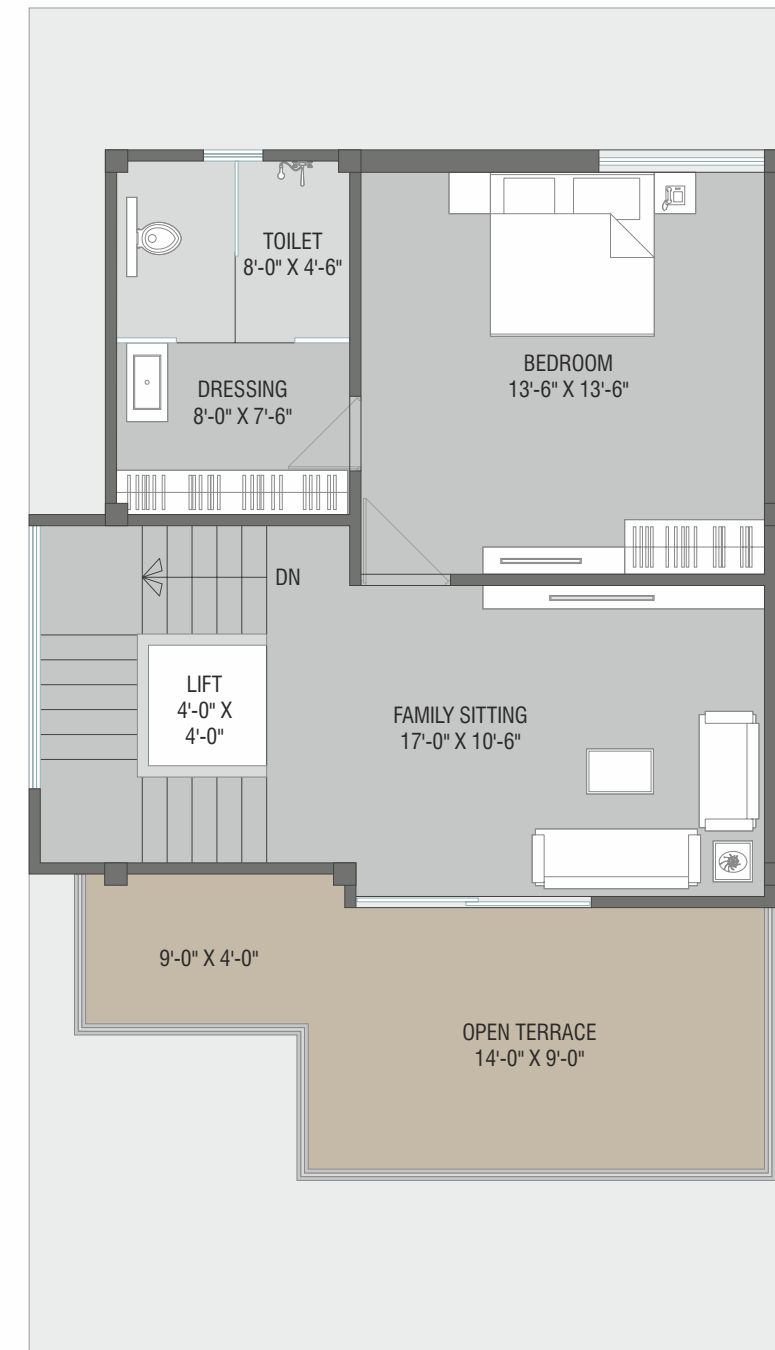 TOILET
8'-0" X 4'-6"
BEDROOM
13'-6" X 13'-6"
DRESSING
8'-0" X 7'-6"
DN
LIFT
4'-0" X
4'-0"
FAMILY SITTING
17'-0" X 10'-6"
9'-0" X 4'-0"
OPEN TERRACE
14'-0" X 9'-0"